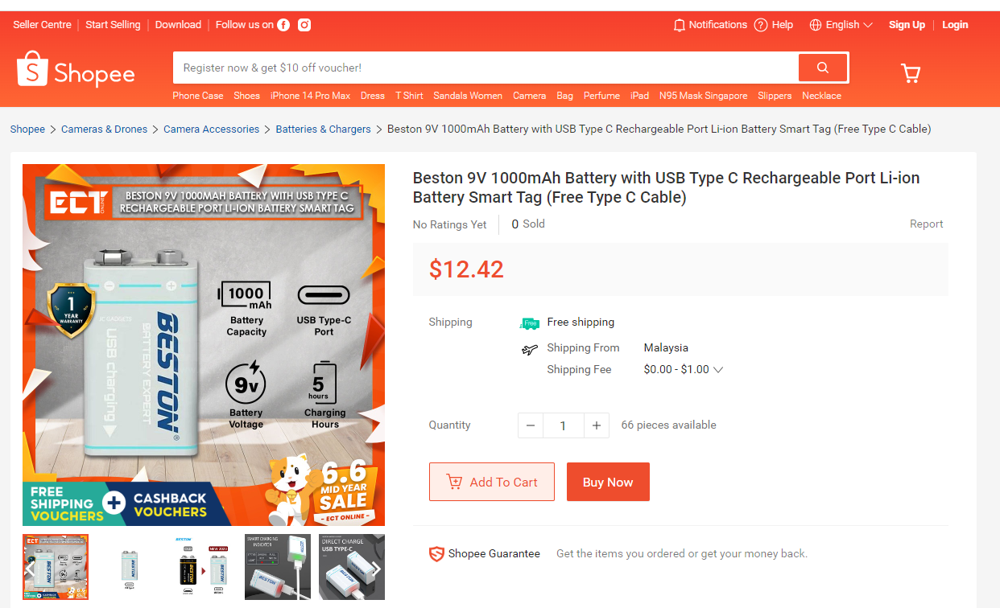 Seller Centre | Start Selling | Download | Follow us on
Notifications Help English Sign Up | Login
Shopee
Register now & get $10 off voucher!
Phone Case Shoes iPhone 14 Pro Max Dress T Shirt Sandals Women Camera Bag Perfume iPad N95 Mask Singapore Slippers Necklace
Shopee > Cameras & Drones > Camera Accessories > Batteries & Chargers > Beston 9V 1000mAh Battery with USB Type C Rechargeable Port Li-ion Battery Smart Tag (Free Type C Cable)
ECT
BESTON 9V 1000MAH BATTERY WITH USB TYPE C
RECHARGEABLE PORT LI-ION BATTERY SMART TAG
1
YEAR
WARRANTY
JC-GADGETS
USB charging
BATTERY EXPERT
BESTON®
1000
mAh
Battery
Capacity
USB Type-C
Port
9v
Battery
Voltage
5
hours
Charging
Hours
FREE
SHIPPING
VOUCHERS
+
CASHBACK
VOUCHERS
6.6
MID YEAR
SALE
- ECT ONLINE -
ECT
BESTON
BESTON
OLD
NEW 2023
SMART CHARGING
INDICATOR
BESTON
DIRECT CHARGE
USB TYPE-C
BESTON
Beston 9V 1000mAh Battery with USB Type C Rechargeable Port Li-ion
Battery Smart Tag (Free Type C Cable)
No Ratings Yet 0 Sold Report
$12.42
Shipping Free Free shipping
Shipping From Malaysia
Shipping Fee $0.00 - $1.00
Quantity − 1 + 66 pieces available
Add To Cart Buy Now
Shopee Guarantee Get the items you ordered or get your money back.